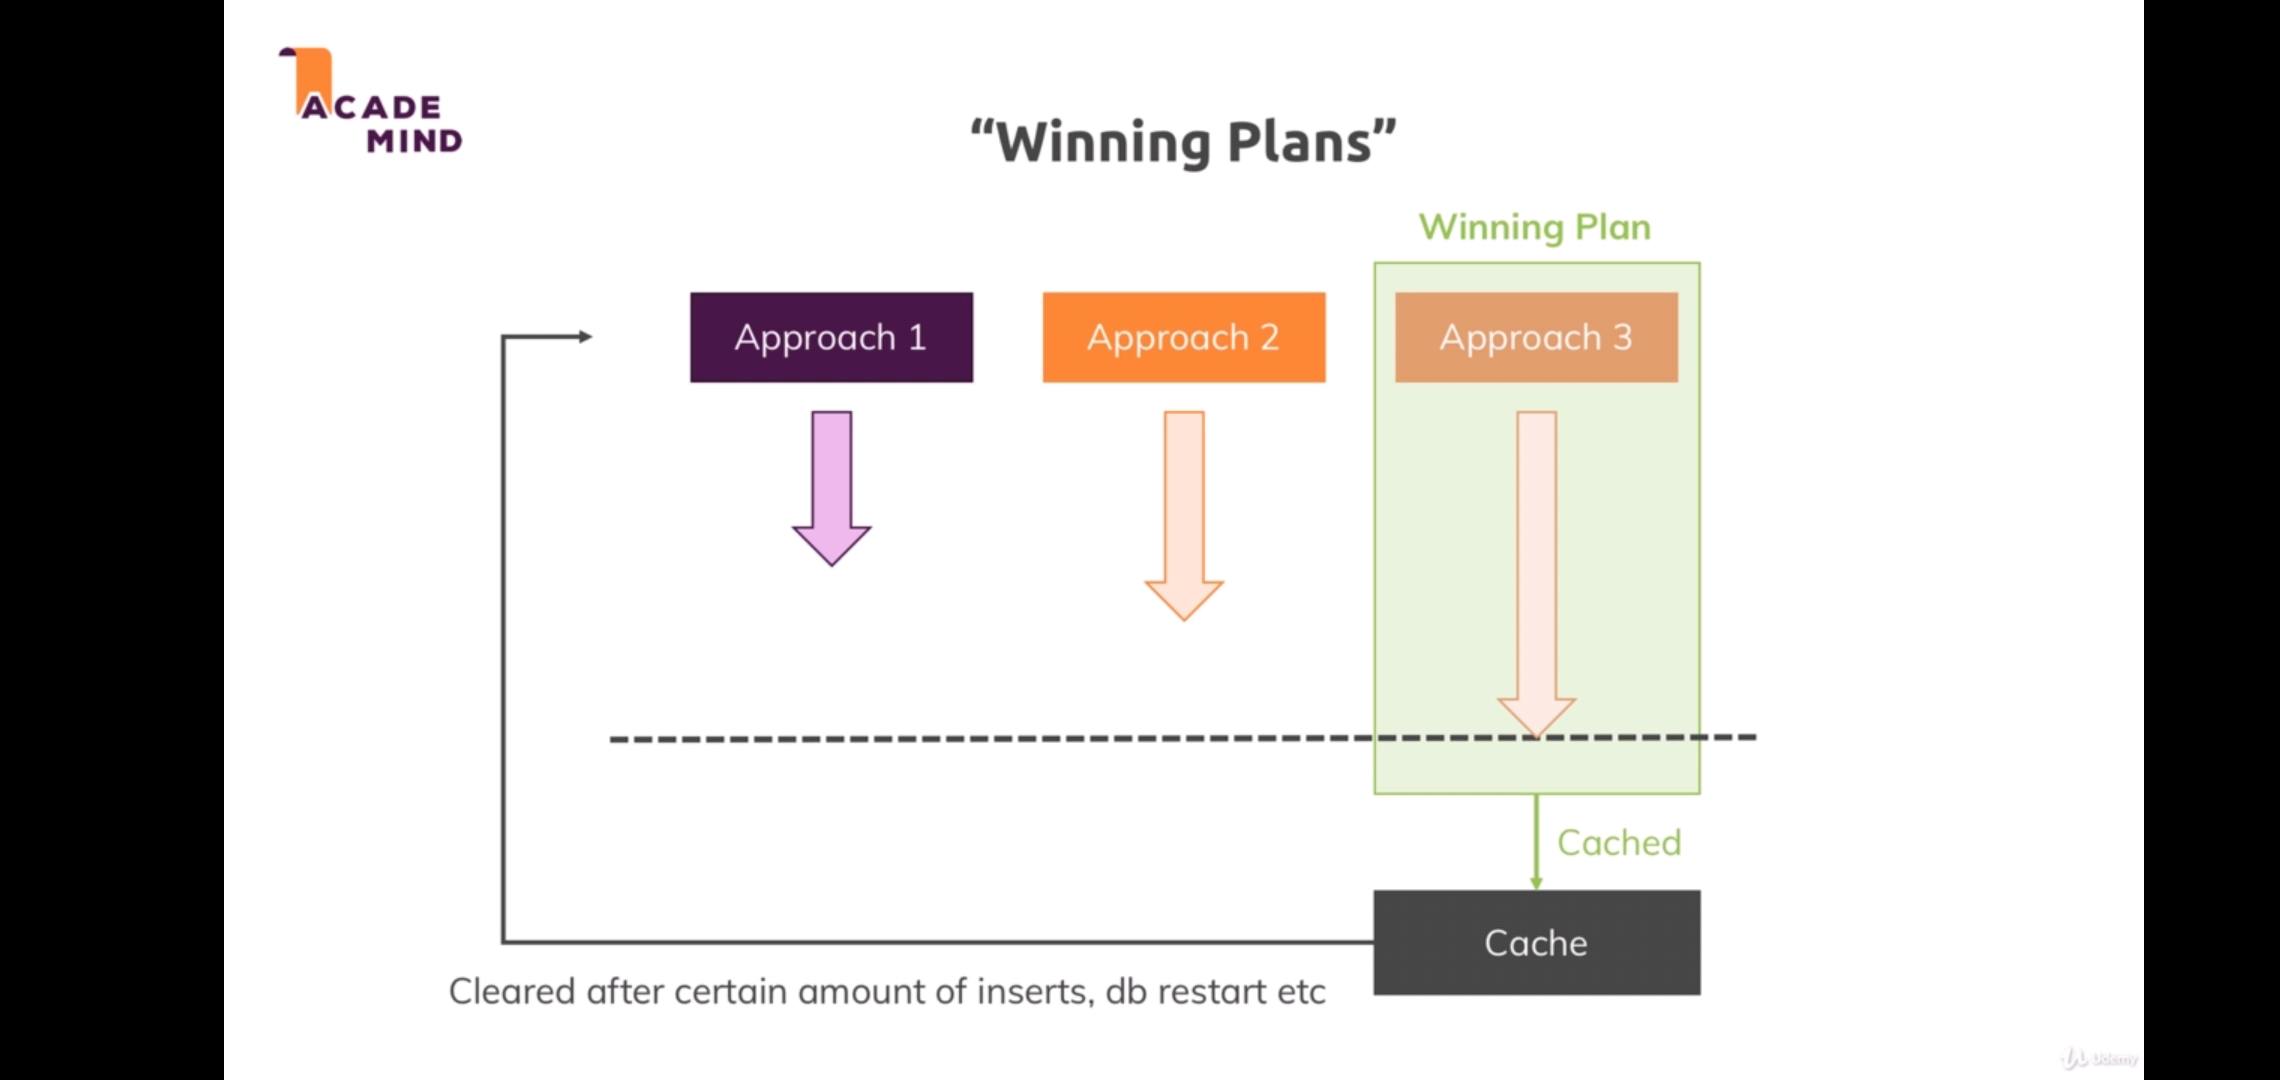 ACADE
MIND
“Winning Plans”
Winning Plan
Approach 1
Approach 2
Approach 3
Cached
Cache
Cleared after certain amount of inserts, db restart etc
Udemy